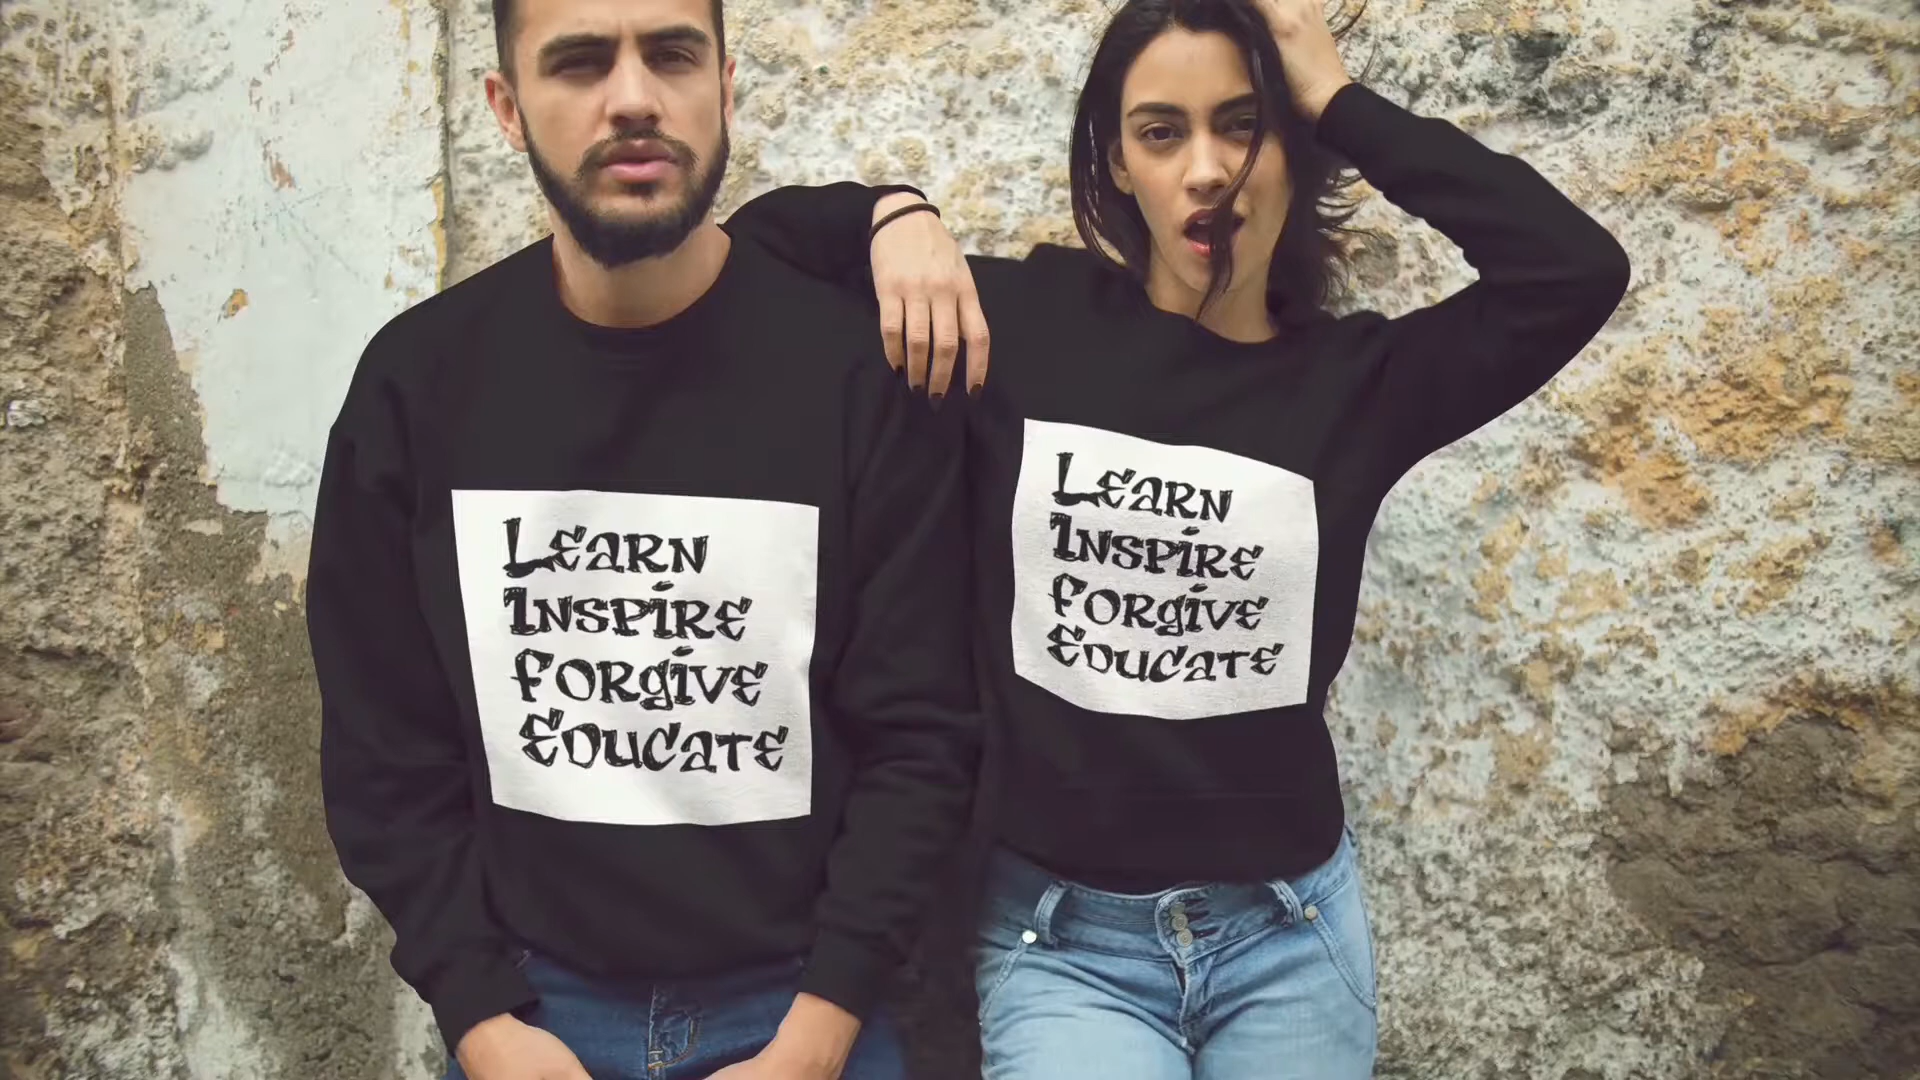 Learn
Inspire
Forgive
Educate
Learn
Inspire
Forgive
Educate